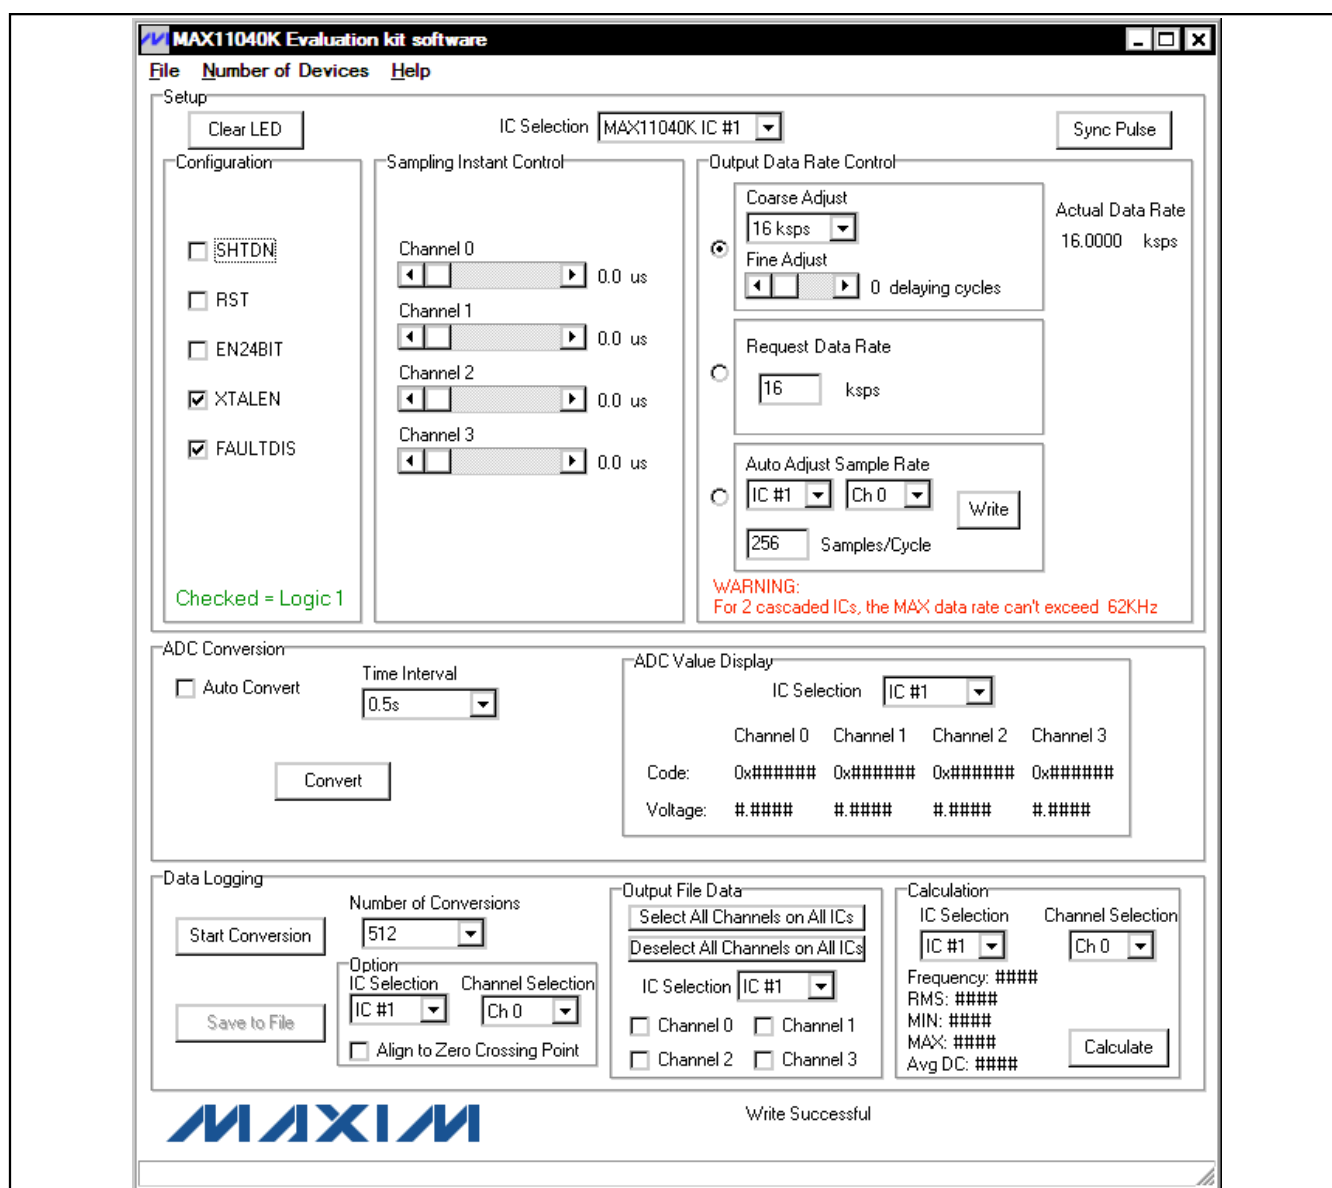 MAX11040K Evaluation kit software
File Number of Devices Help
Setup
Clear LED
IC Selection MAX11040K IC #1
Sync Pulse
Configuration
SHTDN
RST
EN24BIT
XTALEN
FAULTDIS
Checked = Logic 1
Sampling Instant Control
Channel 0
0.0 us
Channel 1
0.0 us
Channel 2
0.0 us
Channel 3
0.0 us
Output Data Rate Control
Coarse Adjust
16 ksps
Fine Adjust
0 delaying cycles
Actual Data Rate
16.0000 ksps
Request Data Rate
16 ksps
Auto Adjust Sample Rate
IC #1 Ch 0
Write
256 Samples/Cycle
WARNING:
For 2 cascaded ICs, the MAX data rate can't exceed 62KHz
ADC Conversion
Auto Convert
Time Interval
0.5s
Convert
ADC Value Display
IC Selection IC #1
Channel 0 Channel 1 Channel 2 Channel 3
Code: 0x###### 0x###### 0x###### 0x######
Voltage: #.#### #.#### #.#### #.####
Data Logging
Start Conversion
Save to File
Number of Conversions
512
Option
IC Selection Channel Selection
IC #1 Ch 0
Align to Zero Crossing Point
Output File Data
Select All Channels on All ICs
Deselect All Channels on All ICs
IC Selection IC #1
Channel 0 Channel 1
Channel 2 Channel 3
Calculation
IC Selection Channel Selection
IC #1 Ch 0
Frequency: ####
RMS: ####
MIN: ####
MAX: ####
Avg DC: ####
Calculate
MAXIM
Write Successful